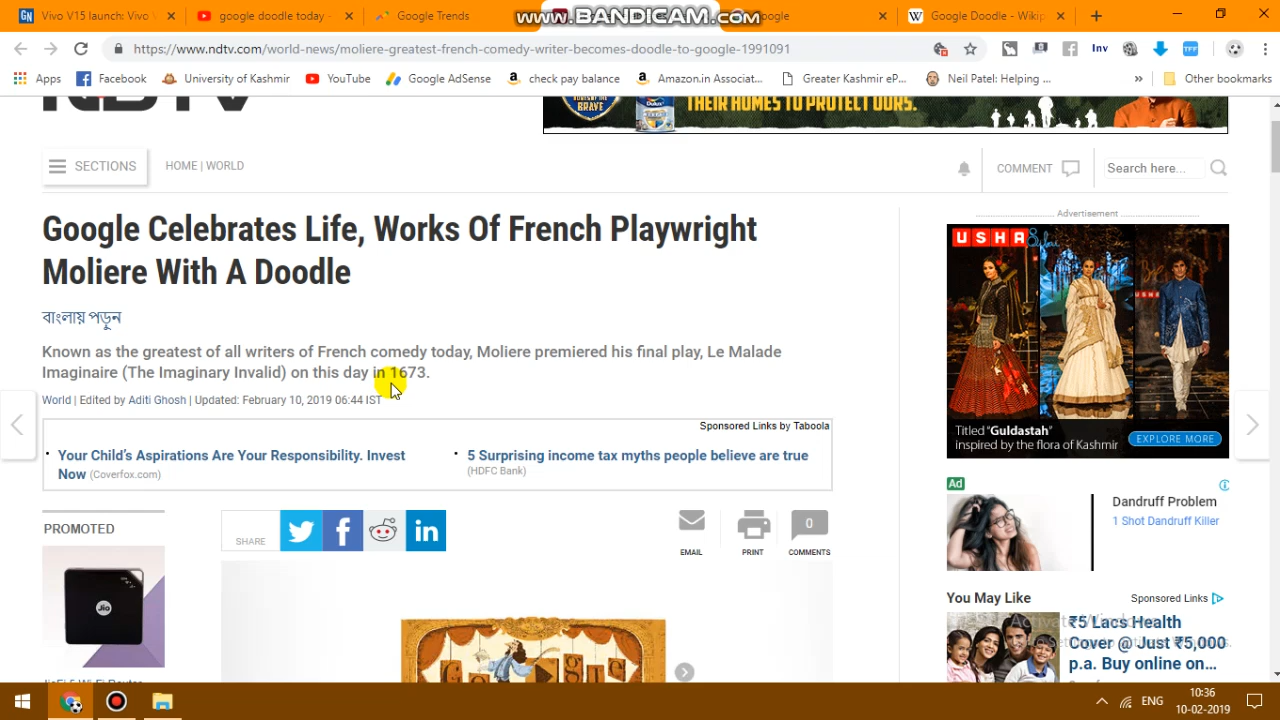 Vivo V15 launch: Vivo V
google doodle today -
Google Trends
www.BANDICAM.com
Google
Google Doodle - Wikip
https://www.ndtv.com/world-news/moliere-greatest-french-comedy-writer-becomes-doodle-to-google-1991091
Apps
Facebook
University of Kashmir
YouTube
Google AdSense
check pay balance
Amazon.in Associat...
Greater Kashmir eP...
Neil Patel: Helping ...
»
Other bookmarks
NDTV
BRAVE
Dulux
THEIR HOMES TO PROTECT OURS.
SECTIONS
HOME | WORLD
COMMENT
Search here...
Google Celebrates Life, Works Of French Playwright
Moliere With A Doodle
বাংলায় পড়ুন
Known as the greatest of all writers of French comedy today, Moliere premiered his final play, Le Malade
Imaginaire (The Imaginary Invalid) on this day in 1673.
World | Edited by Aditi Ghosh | Updated: February 10, 2019 06:44 IST
Sponsored Links by Taboola
Your Child's Aspirations Are Your Responsibility. Invest
Now (Coverfox.com)
5 Surprising income tax myths people believe are true
(HDFC Bank)
PROMOTED
Jio
SHARE
in
EMAIL
PRINT
0
COMMENTS
Advertisement
USHA
Titled "Guldastah"
inspired by the flora of Kashmir
EXPLORE MORE
Ad
Dandruff Problem
1 Shot Dandruff Killer
You May Like
Sponsored Links
₹5 Lacs Health
Cover @ Just ₹5,000
p.a. Buy online on...
Activate Windows
ENG
10:36
10-02-2019